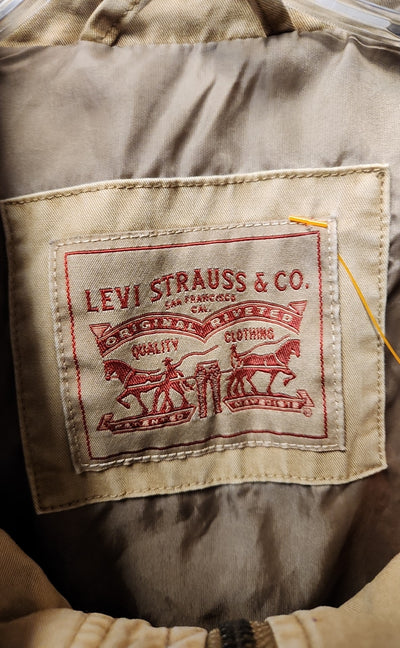 LEVI STRAUSS & CO.
SAN FRANCISCO
CAL.
ORIGINAL RIVETED
QUALITY CLOTHING
®